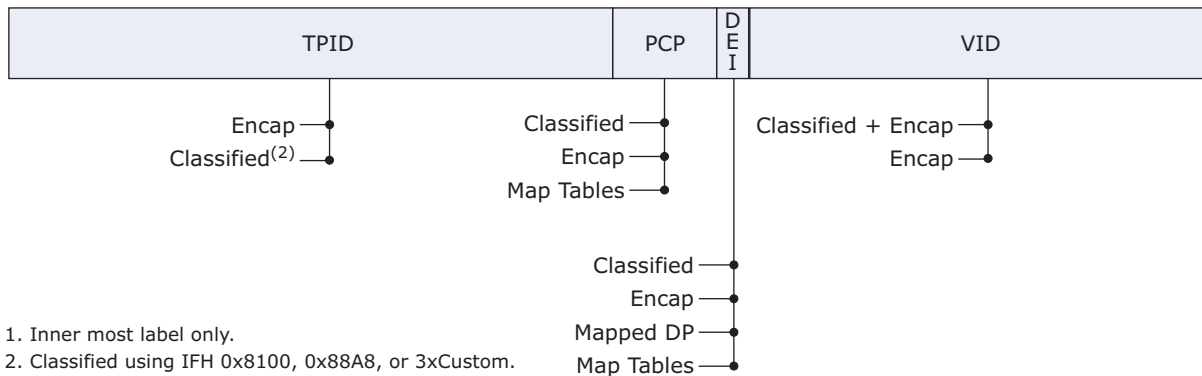 TPID
PCP
D
E
I
VID
Encap
Classified(2)
Classified
Encap
Map Tables
Classified + Encap
Encap
Classified
Encap
Mapped DP
Map Tables
1. Inner most label only.
2. Classified using IFH 0x8100, 0x88A8, or 3xCustom.